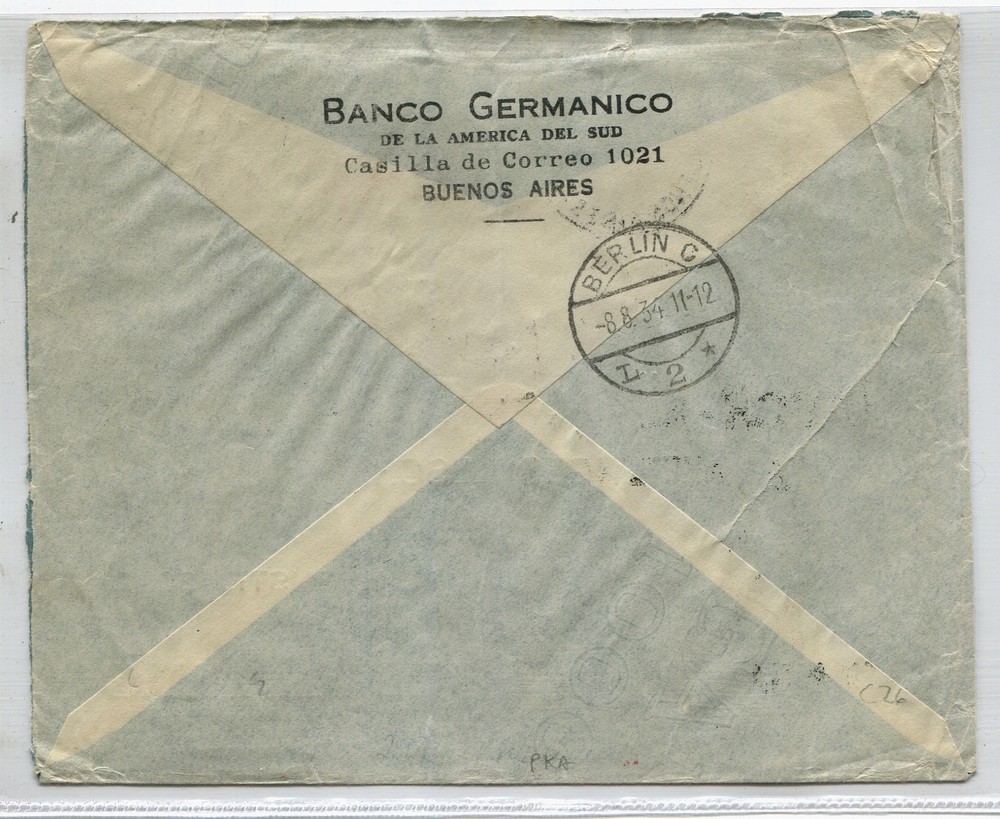 BANCO GERMANICO
DE LA AMERICA DEL SUD
Casilla de Correo 1021
BUENOS AIRES
BERLIN C
-8.8.34 11-12
L 2 *
C26
PKA